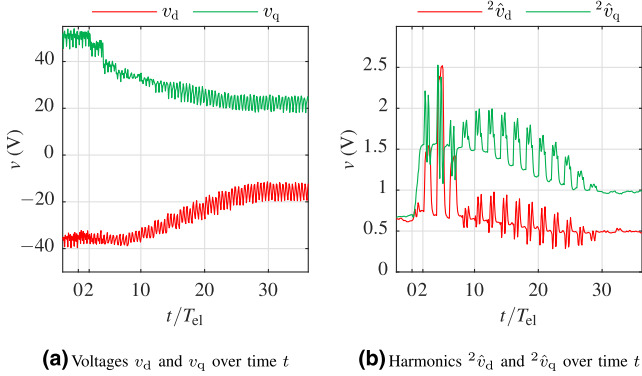 v_d v_q
²v̂_d ²v̂_q
40
20
0
−20
−40
v (V)
02 10 20 30
t/T_el
2.5
2
1.5
1
0.5
0
v (V)
02 10 20 30
t/T_el
(a) Voltages v_d and v_q over time t
(b) Harmonics ²v̂_d and ²v̂_q over time t